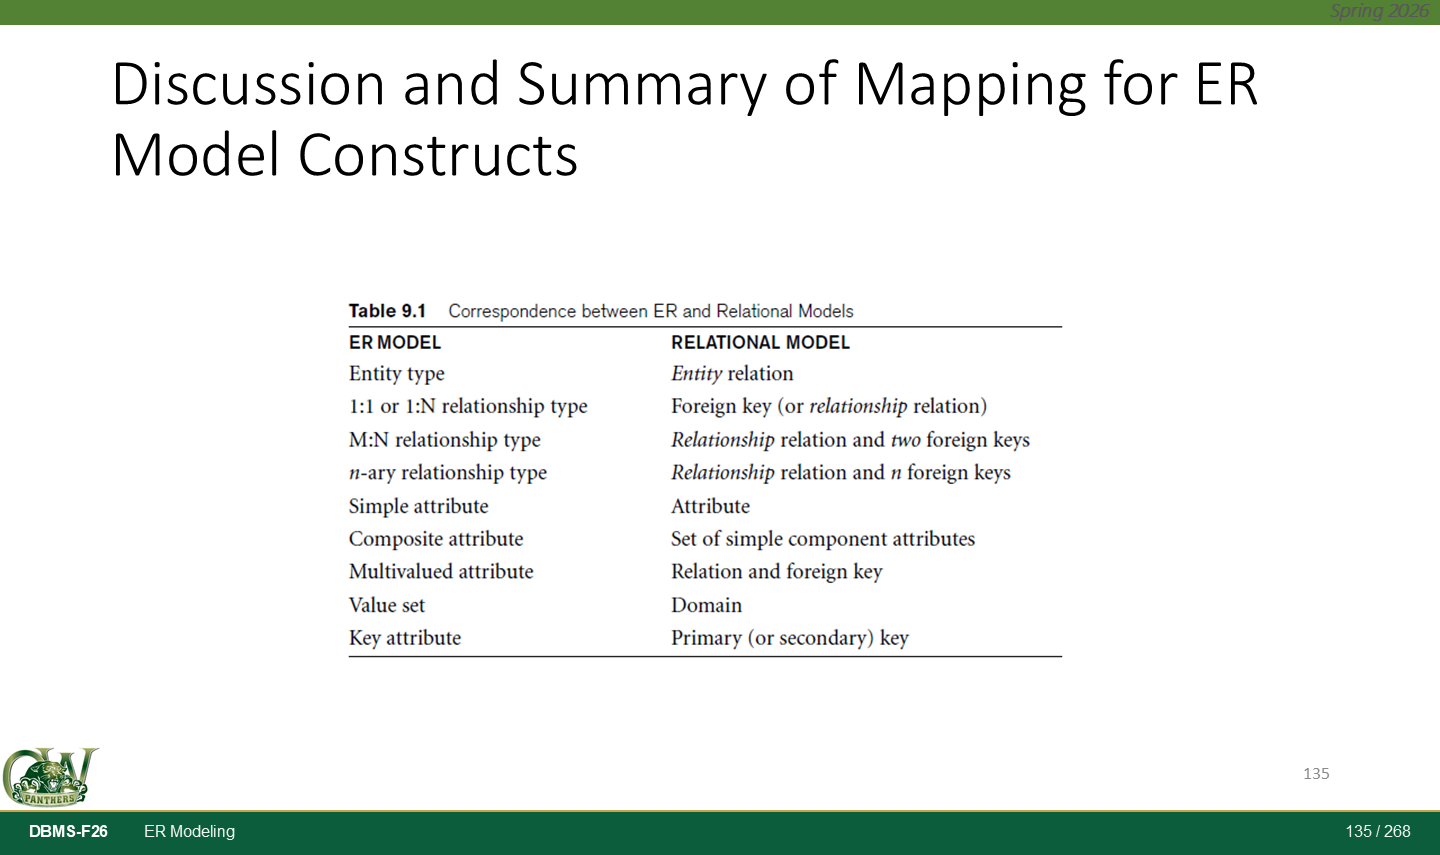 Spring 2026
Discussion and Summary of Mapping for ER
Model Constructs
Table 9.1 Correspondence between ER and Relational Models
ER MODEL RELATIONAL MODEL
Entity type Entity relation
1:1 or 1:N relationship type Foreign key (or relationship relation)
M:N relationship type Relationship relation and two foreign keys
n-ary relationship type Relationship relation and n foreign keys
Simple attribute Attribute
Composite attribute Set of simple component attributes
Multivalued attribute Relation and foreign key
Value set Domain
Key attribute Primary (or secondary) key
OW
PANTHERS
135
DBMS-F26 ER Modeling 135 / 268